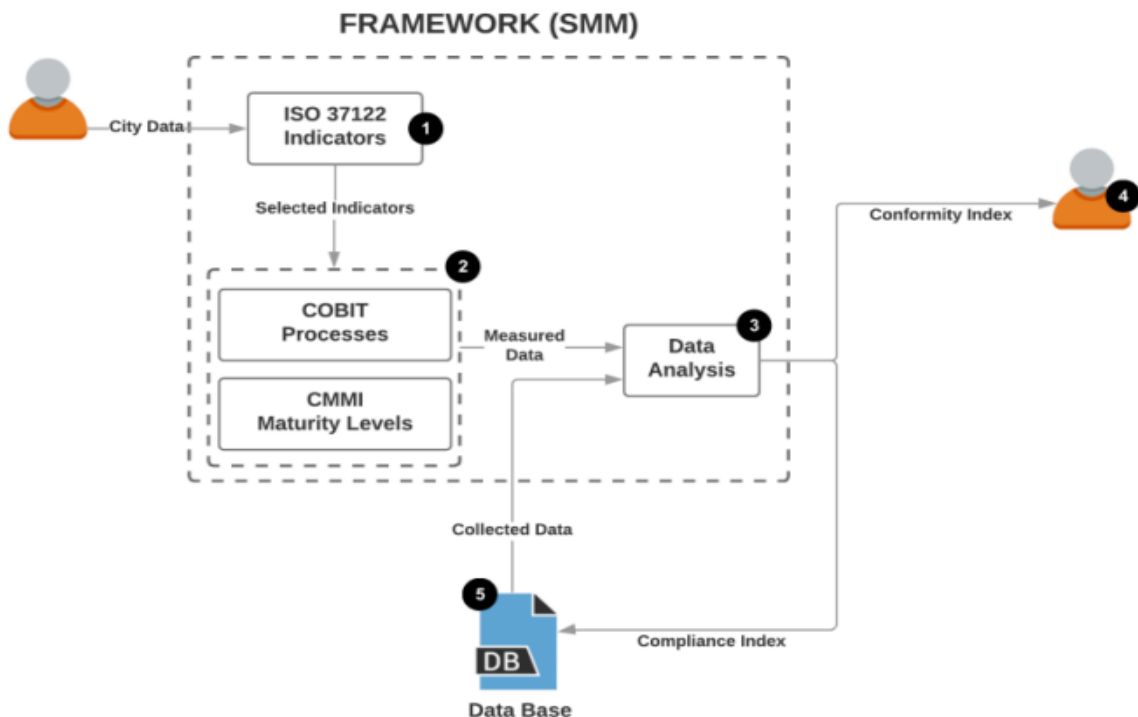 FRAMEWORK (SMM)
ISO 37122
Indicators
1
City Data
Selected Indicators
2
COBIT
Processes
CMMI
Maturity Levels
Measured
Data
3
Data
Analysis
4
Conformity Index
Collected Data
5
DB
Compliance Index
Data Base